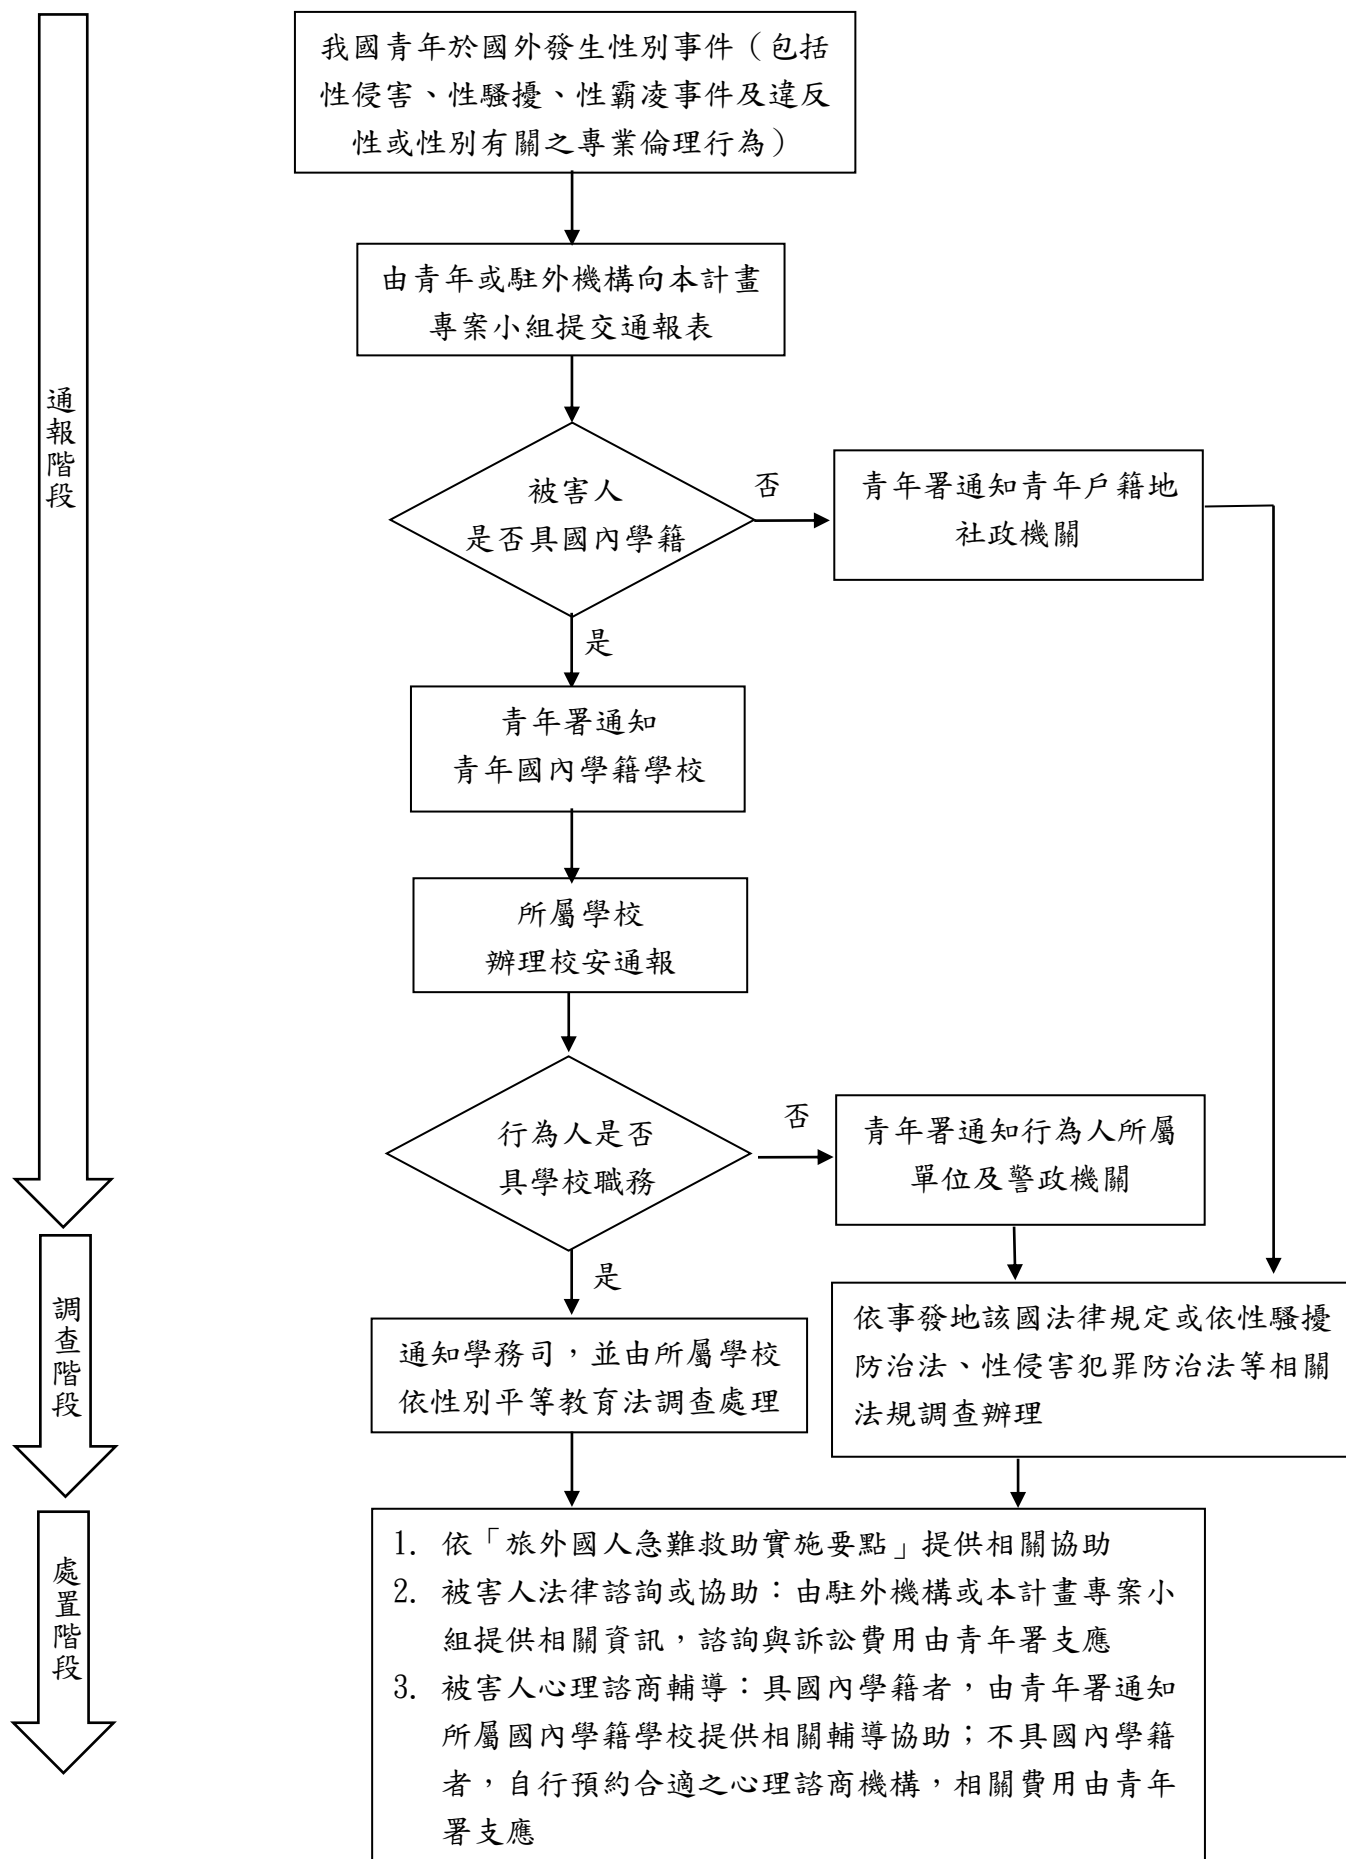 我國青年於國外發生性別事件（包括
性侵害、性騷擾、性霸凌事件及違反
性或性別有關之專業倫理行為）
由青年或駐外機構向本計畫
專案小組提交通報表
通報階段
被害人
是否具國內學籍
否
青年署通知青年戶籍地
社政機關
是
青年署通知
青年國內學籍學校
所屬學校
辦理校安通報
行為人是否
具學校職務
否
青年署通知行為人所屬
單位及警政機關
是
調查階段
通知學務司，並由所屬學校
依性別平等教育法調查處理
依事發地該國法律規定或依性騷擾
防治法、性侵害犯罪防治法等相關
法規調查辦理
處置階段
1. 依「旅外國人急難救助實施要點」提供相關協助
2. 被害人法律諮詢或協助：由駐外機構或本計畫專案小
組提供相關資訊，諮詢與訴訟費用由青年署支應
3. 被害人心理諮商輔導：具國內學籍者，由青年署通知
所屬國內學籍學校提供相關輔導協助；不具國內學籍
者，自行預約合適之心理諮商機構，相關費用由青年
署支應